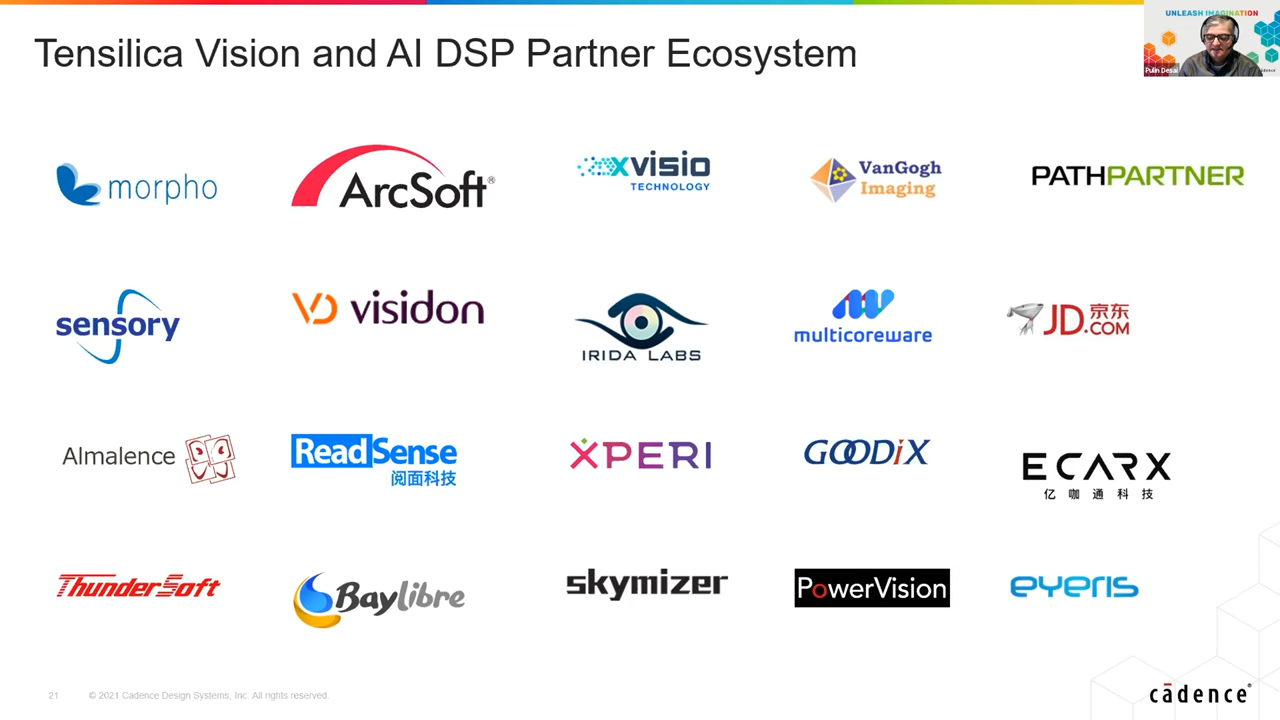 Tensilica Vision and AI DSP Partner Ecosystem
UNLEASH IMAGINATION
Pulin Desai
cadence
morpho
ArcSoft®
xvisio
TECHNOLOGY
VanGogh
Imaging
PATHPARTNER
sensory
VD visidon
IRIDA LABS
multicoreware
JD.COM 京东
Almalence
ReadSense
阅面科技
XPERI
GOODiX
ECARX
亿咖通科技
ThunderSoft
Baylibre
skymizer
PowerVision
eyeris
21 © 2021 Cadence Design Systems, Inc. All rights reserved.
cādence®